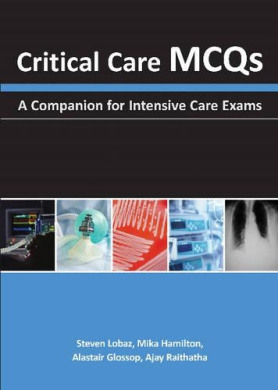 Critical Care MCQs
A Companion for Intensive Care Exams
Steven Lobaz, Mika Hamilton,
Alastair Glossop, Ajay Raithatha